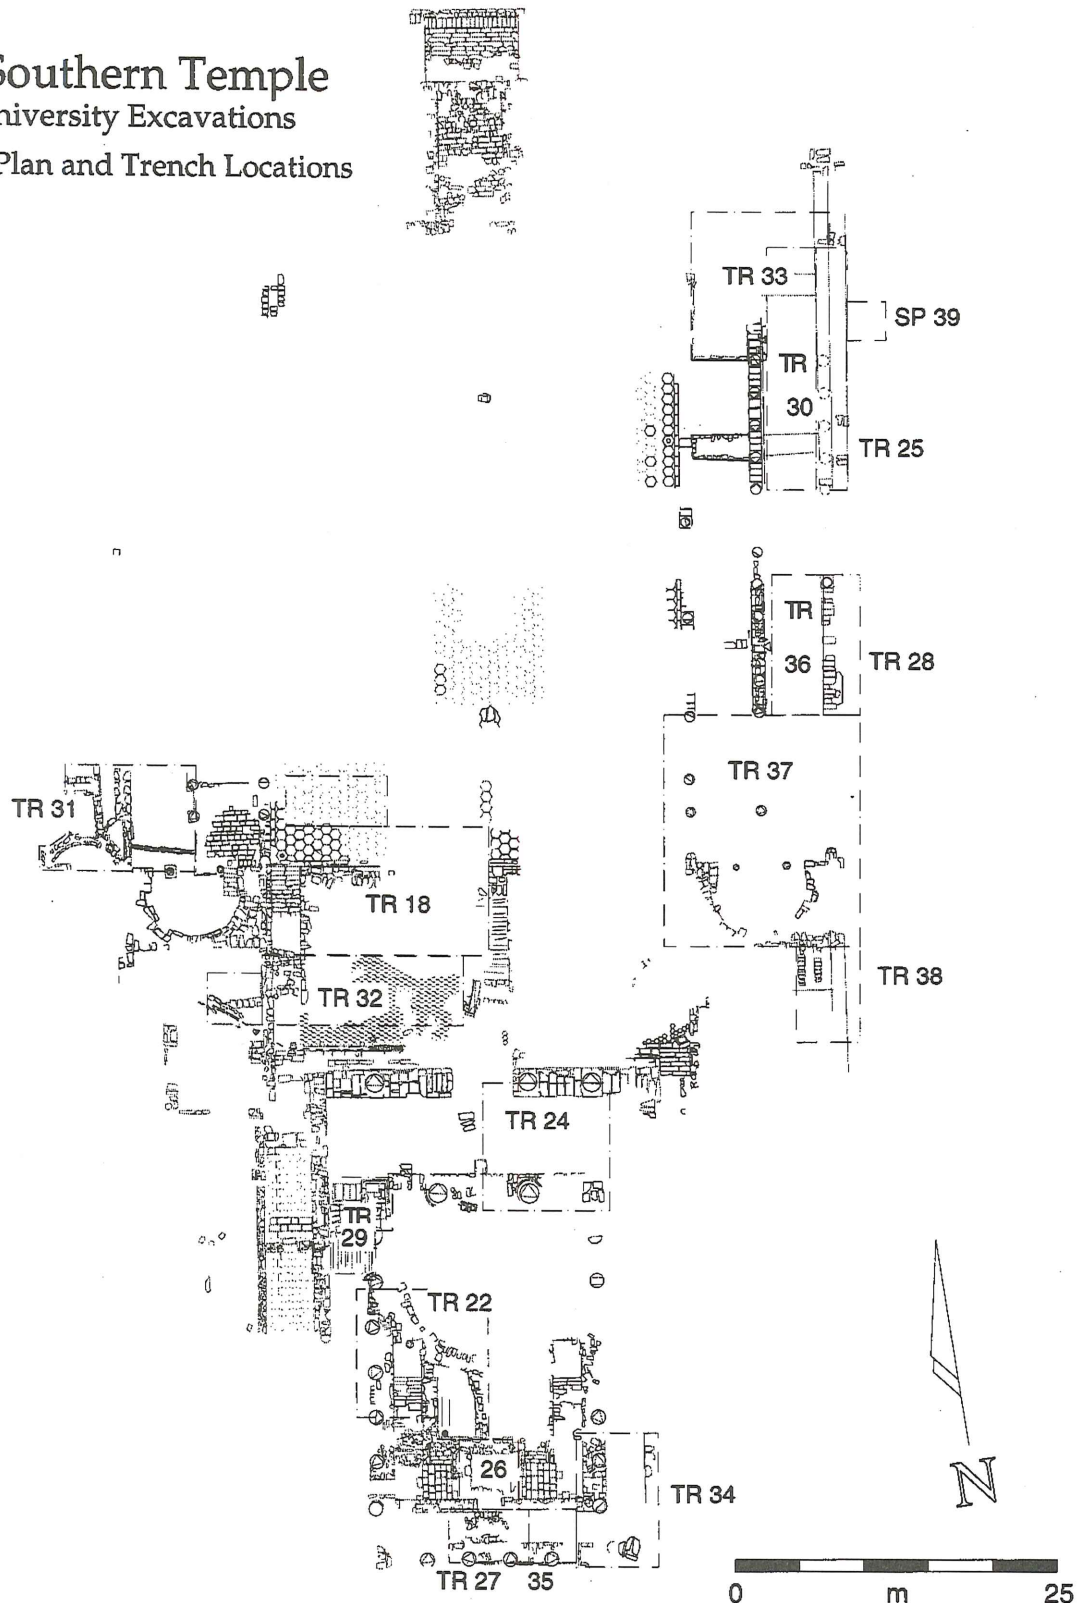 Southern Temple
niversity Excavations
Plan and Trench Locations
TR 33
SP 39
TR
30
TR 25
TR
36
TR 28
TR 37
TR 31
TR 18
TR 38
TR 32
TR 24
TR
29
TR 22
26
TR 34
TR 27 35
N
0 m 25